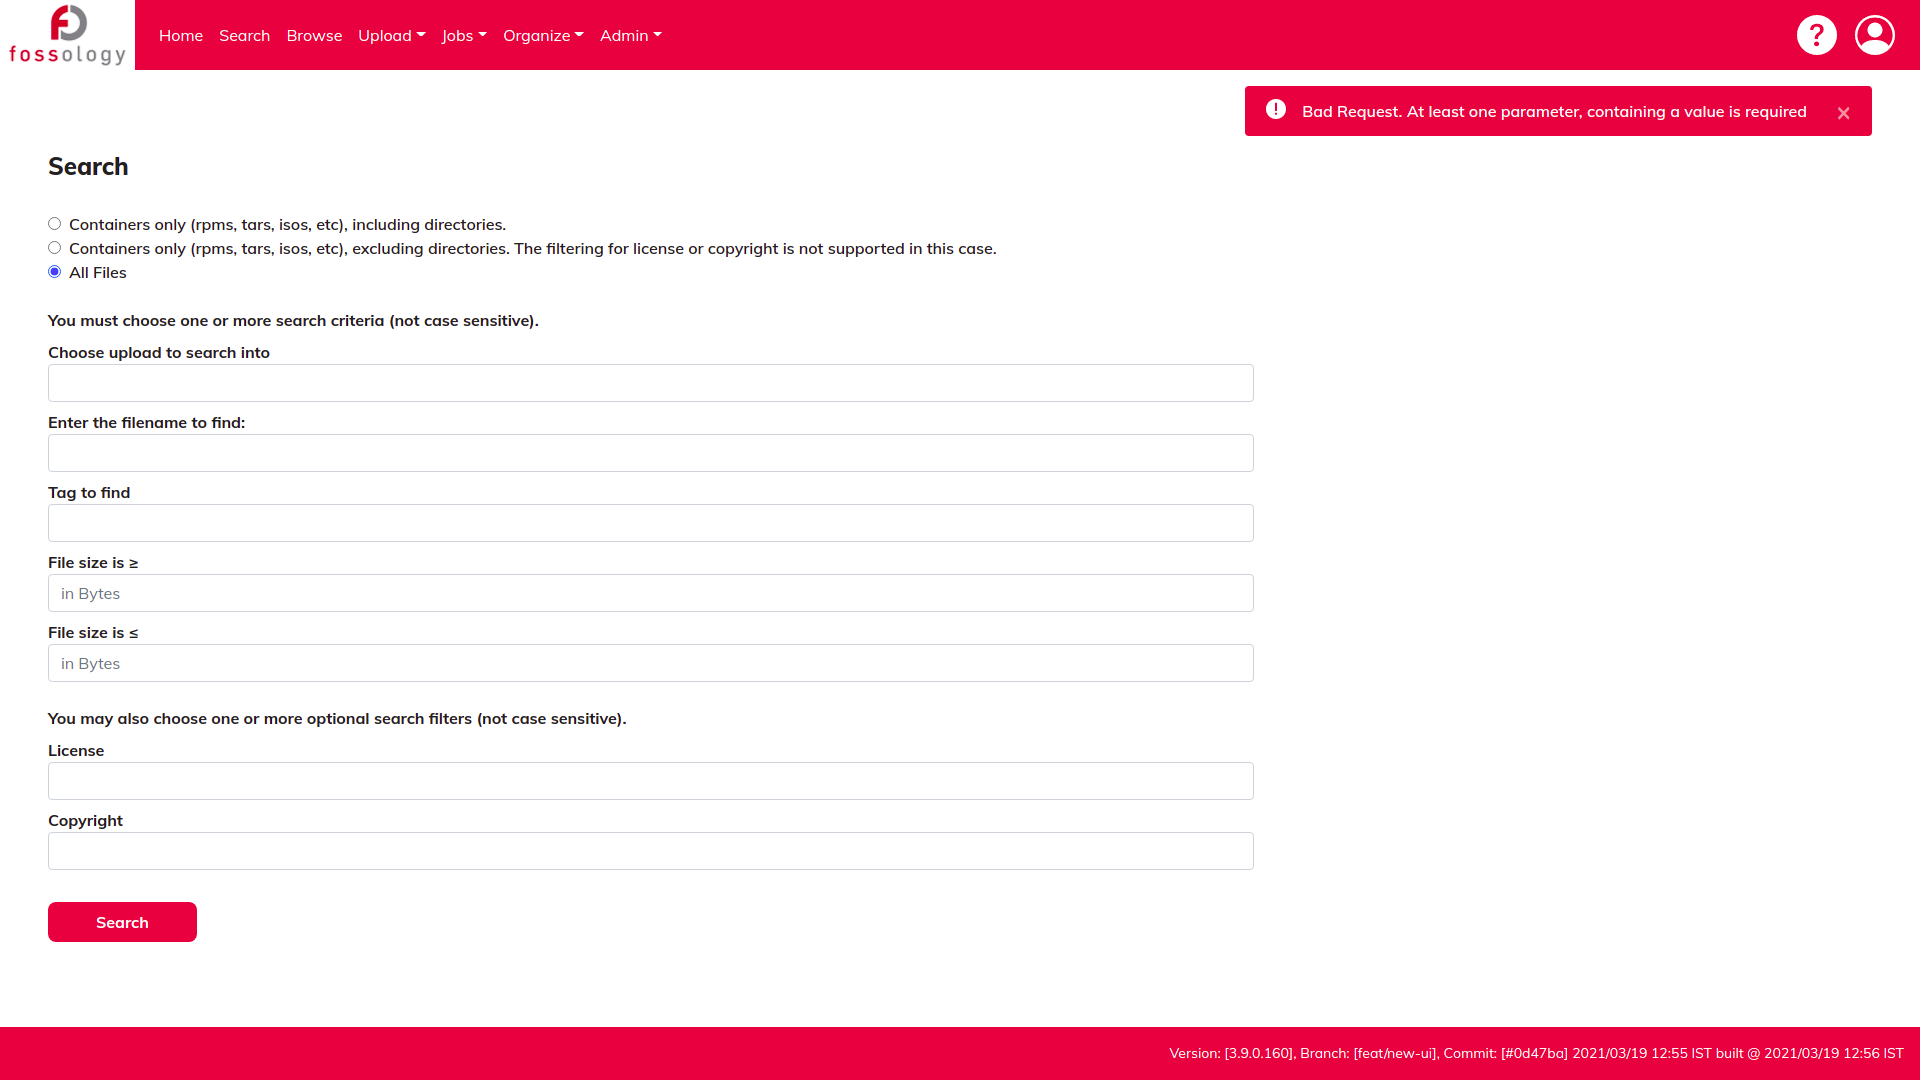 fossology
Home Search Browse Upload Jobs Organize Admin
?
! Bad Request. At least one parameter, containing a value is required ×
Search
Containers only (rpms, tars, isos, etc), including directories.
Containers only (rpms, tars, isos, etc), excluding directories. The filtering for license or copyright is not supported in this case.
All Files
You must choose one or more search criteria (not case sensitive).
Choose upload to search into
Enter the filename to find:
Tag to find
File size is ≥
in Bytes
File size is ≤
in Bytes
You may also choose one or more optional search filters (not case sensitive).
License
Copyright
Search
Version: [3.9.0.160], Branch: [feat/new-ui], Commit: [#0d47ba] 2021/03/19 12:55 IST built @ 2021/03/19 12:56 IST